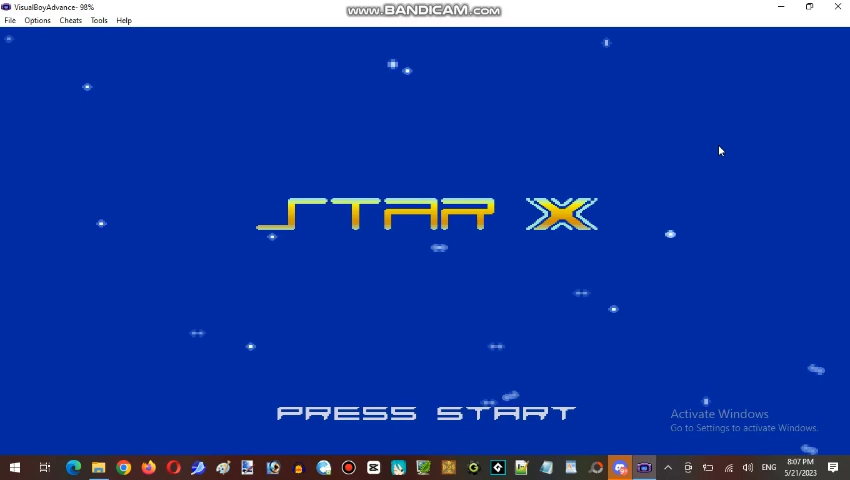 VisualBoyAdvance- 98%
www.BANDICAM.com
File Options Cheats Tools Help
STAR X
PRESS START
Activate Windows
Go to Settings to activate Windows.
ENG
8:07 PM
5/21/2023